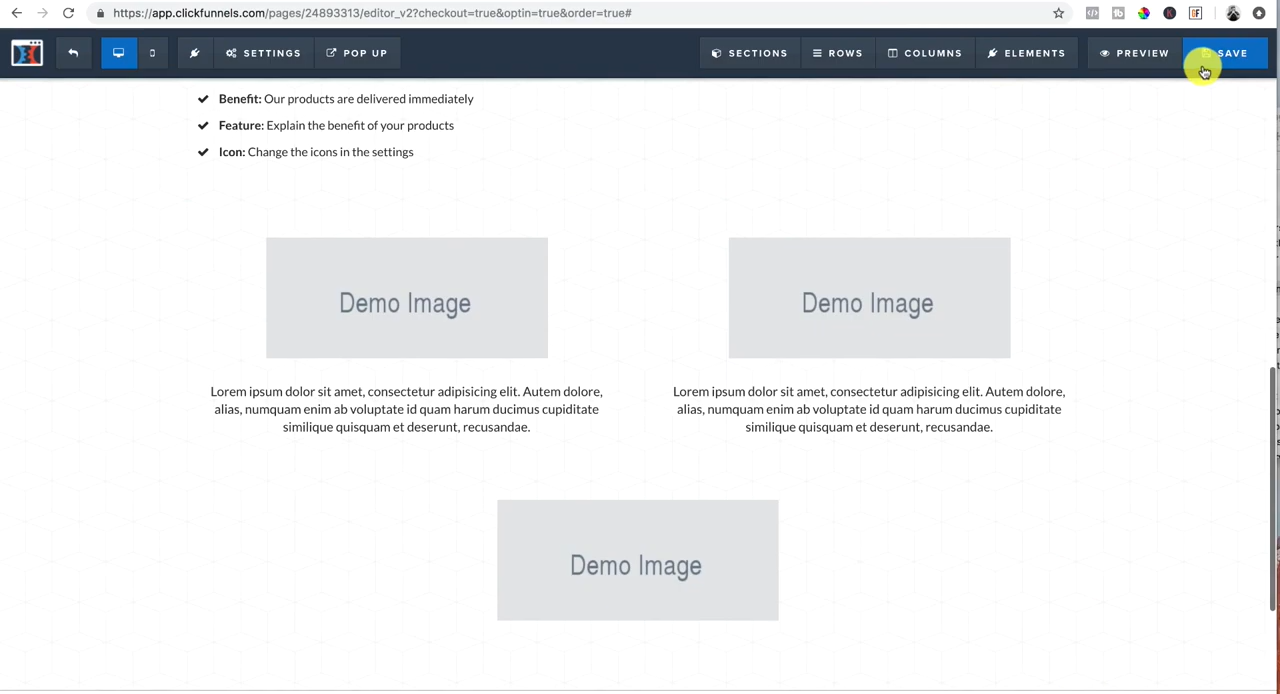 https://app.clickfunnels.com/pages/24893313/editor_v2?checkout=true&optin=true&order=true#
SETTINGS
POP UP
SECTIONS
ROWS
COLUMNS
ELEMENTS
PREVIEW
SAVE
Benefit: Our products are delivered immediately
Feature: Explain the benefit of your products
Icon: Change the icons in the settings
Demo Image
Demo Image
Lorem ipsum dolor sit amet, consectetur adipisicing elit. Autem dolore,
alias, numquam enim ab voluptate id quam harum ducimus cupiditate
similique quisquam et deserunt, recusandae.
Lorem ipsum dolor sit amet, consectetur adipisicing elit. Autem dolore,
alias, numquam enim ab voluptate id quam harum ducimus cupiditate
similique quisquam et deserunt, recusandae.
Demo Image